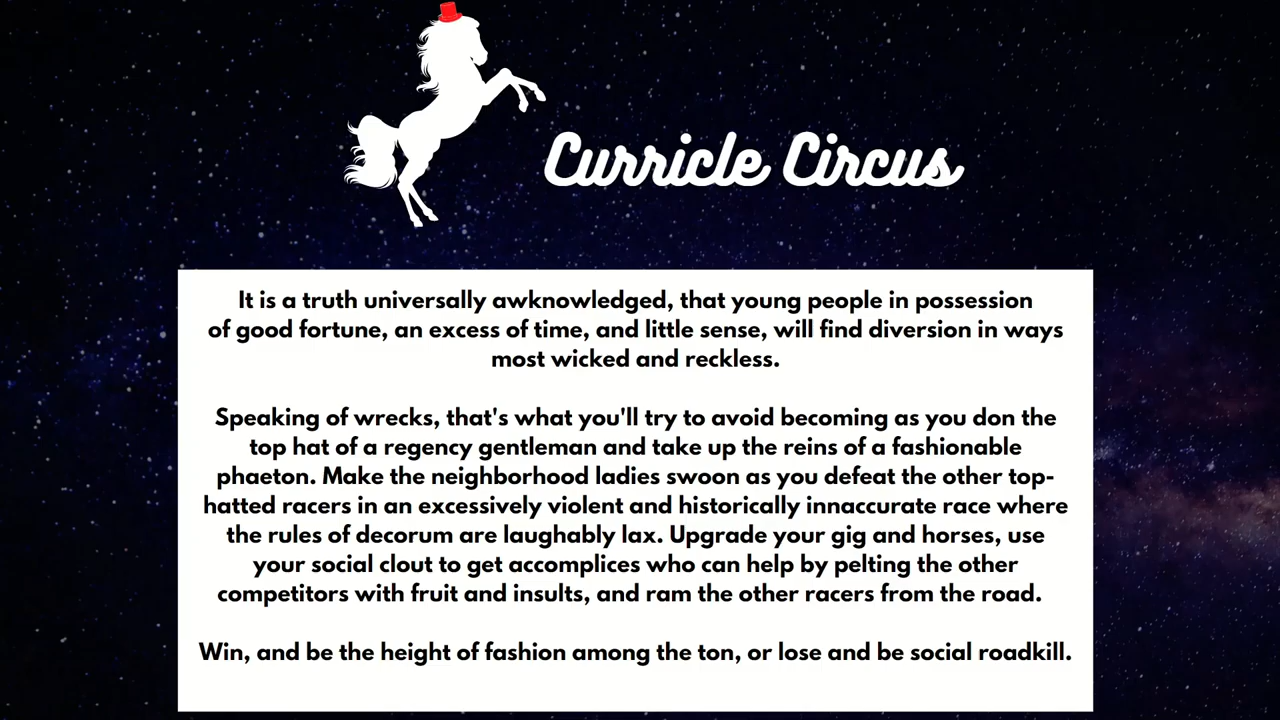 Curricle Circus
It is a truth universally awknowledged, that young people in possession
of good fortune, an excess of time, and little sense, will find diversion in ways
most wicked and reckless.
Speaking of wrecks, that's what you'll try to avoid becoming as you don the
top hat of a regency gentleman and take up the reins of a fashionable
phaeton. Make the neighborhood ladies swoon as you defeat the other top-
hatted racers in an excessively violent and historically innaccurate race where
the rules of decorum are laughably lax. Upgrade your gig and horses, use
your social clout to get accomplices who can help by pelting the other
competitors with fruit and insults, and ram the other racers from the road.
Win, and be the height of fashion among the ton, or lose and be social roadkill.